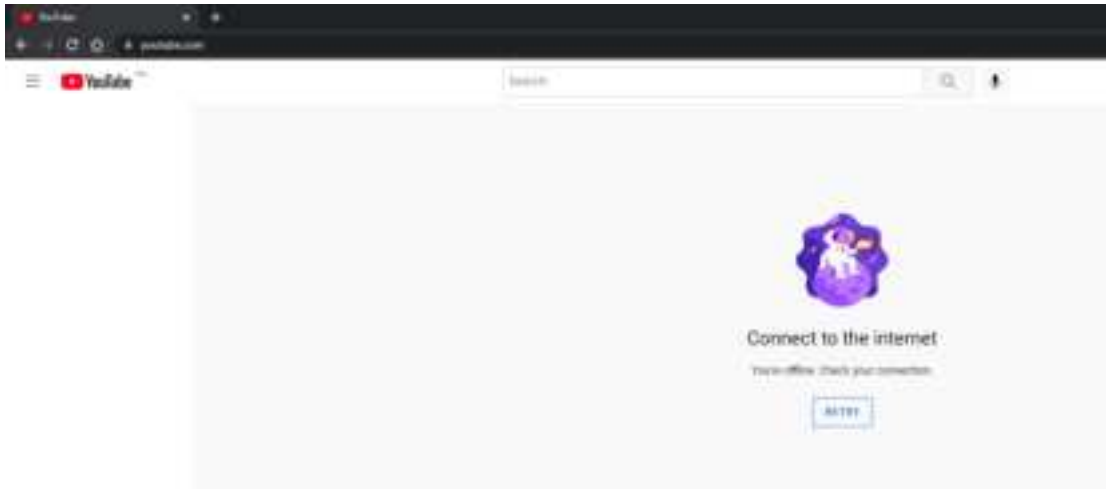 YouTube
youtube.com
YouTube
Search
Connect to the internet
You're offline. Check your connection.
RETRY